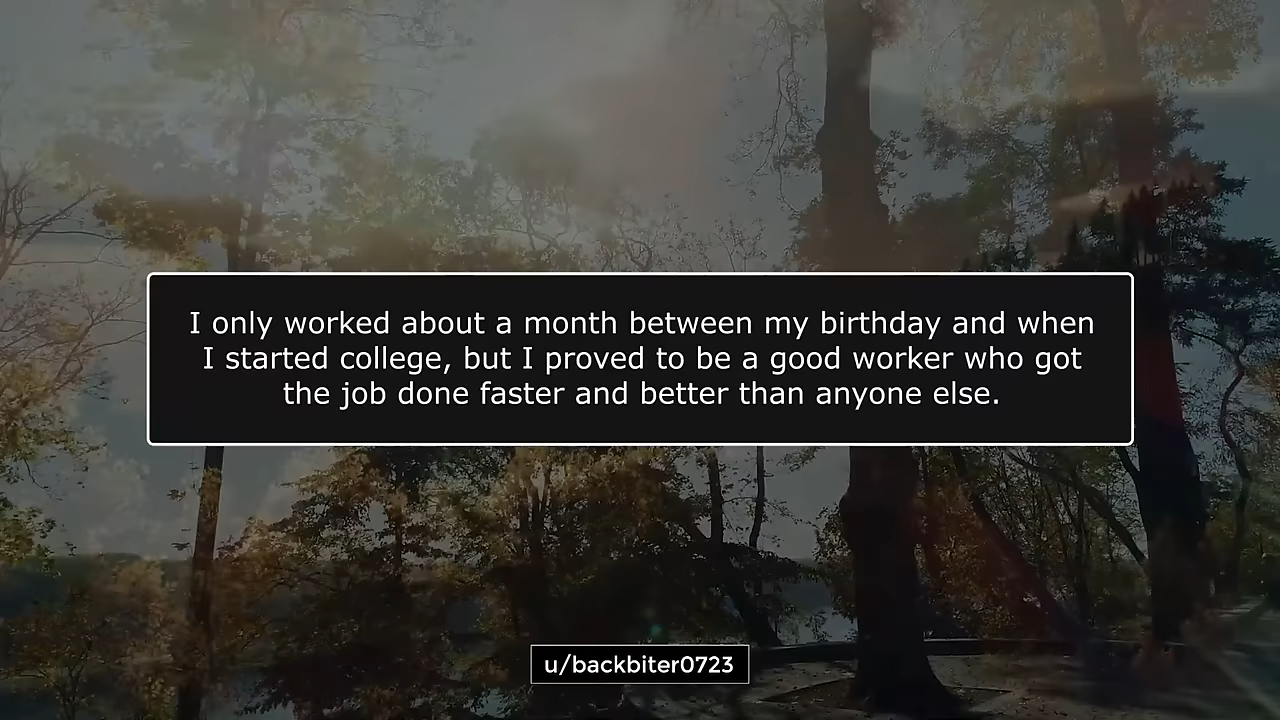 I only worked about a month between my birthday and when
I started college, but I proved to be a good worker who got
the job done faster and better than anyone else.
u/backbiter0723